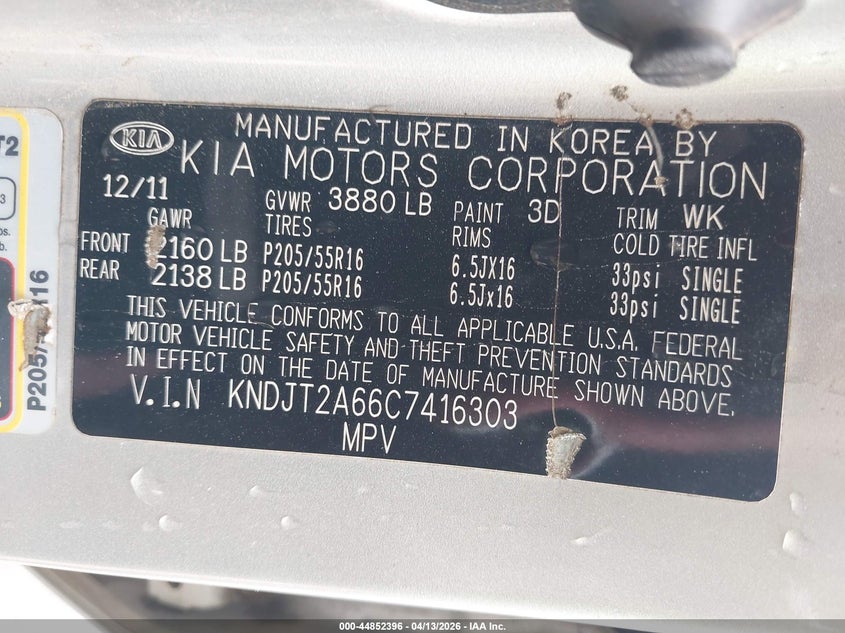 KIA
MANUFACTURED IN KOREA BY
KIA MOTORS CORPORATION
12/11 GVWR 3880 LB PAINT 3D TRIM WK
GAWR TIRES RIMS COLD TIRE INFL
FRONT 2160 LB P205/55R16 6.5JX16 33psi SINGLE
REAR 2138 LB P205/55R16 6.5Jx16 33psi SINGLE
THIS VEHICLE CONFORMS TO ALL APPLICABLE U.S.A. FEDERAL
MOTOR VEHICLE SAFETY AND THEFT PREVENTION STANDARDS
IN EFFECT ON THE DATE OF MANUFACTURE SHOWN ABOVE.
V.I.N KNDJT2A66C7416303
MPV
000-44852396 | 04/13/2026 | IAA Inc.